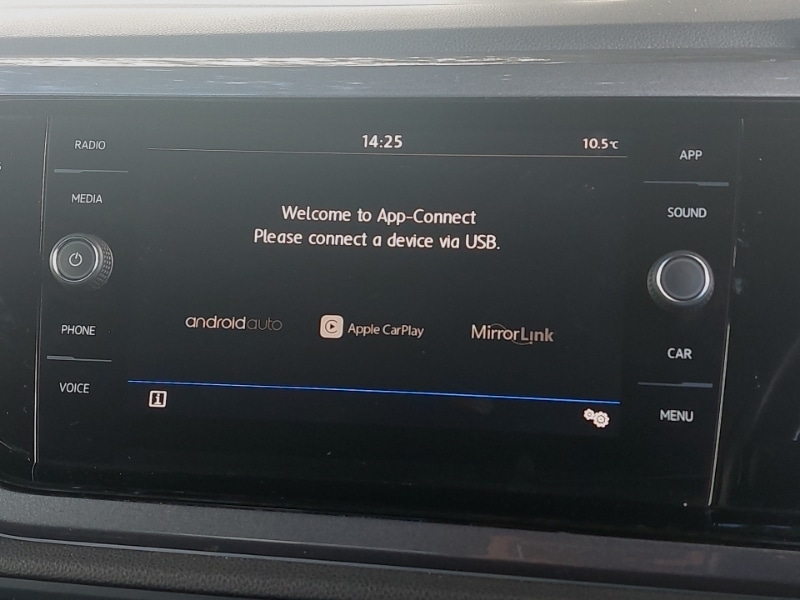 RADIO
MEDIA
PHONE
VOICE
14:25
10.5°C
Welcome to App-Connect
Please connect a device via USB.
androidauto
Apple CarPlay
MirrorLink
i
APP
SOUND
CAR
MENU